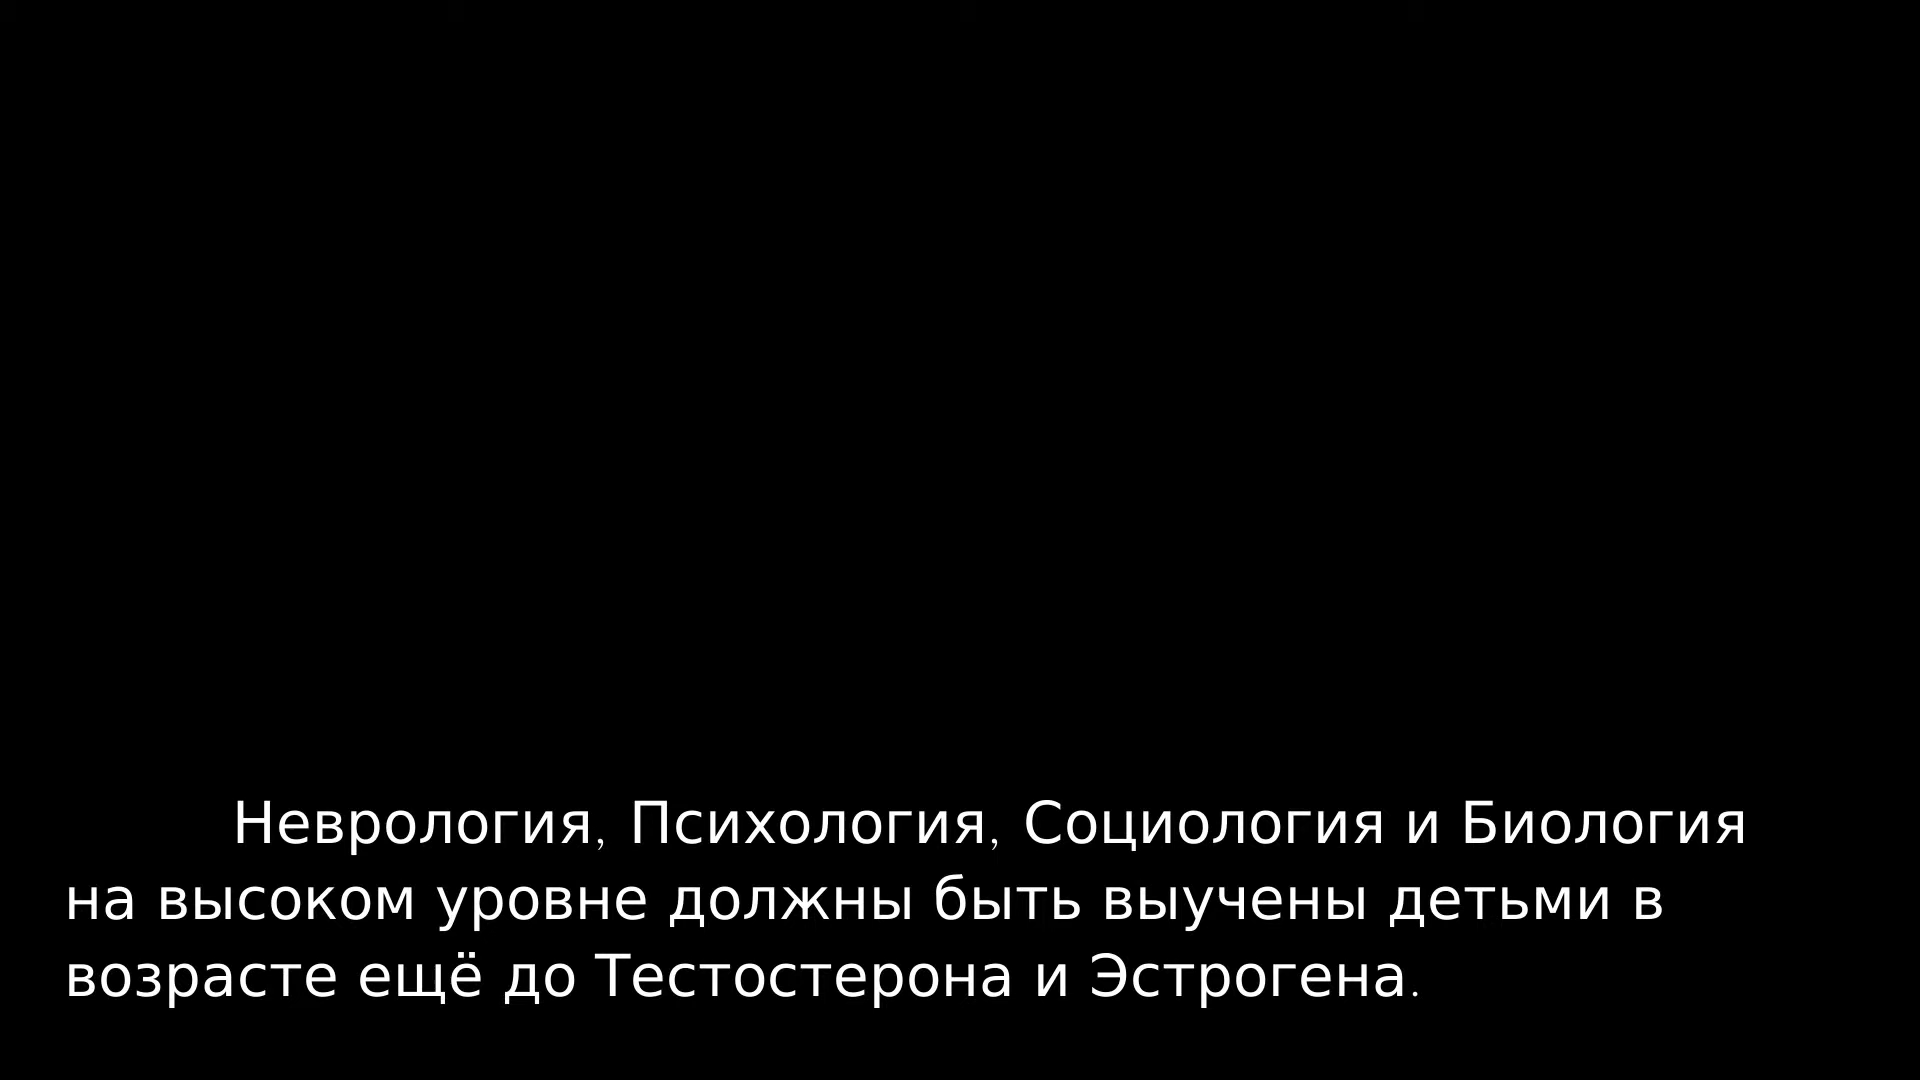 Неврология, Психология, Социология и Биология
на высоком уровне должны быть выучены детьми в
возрасте ещё до Тестостерона и Эстрогена.